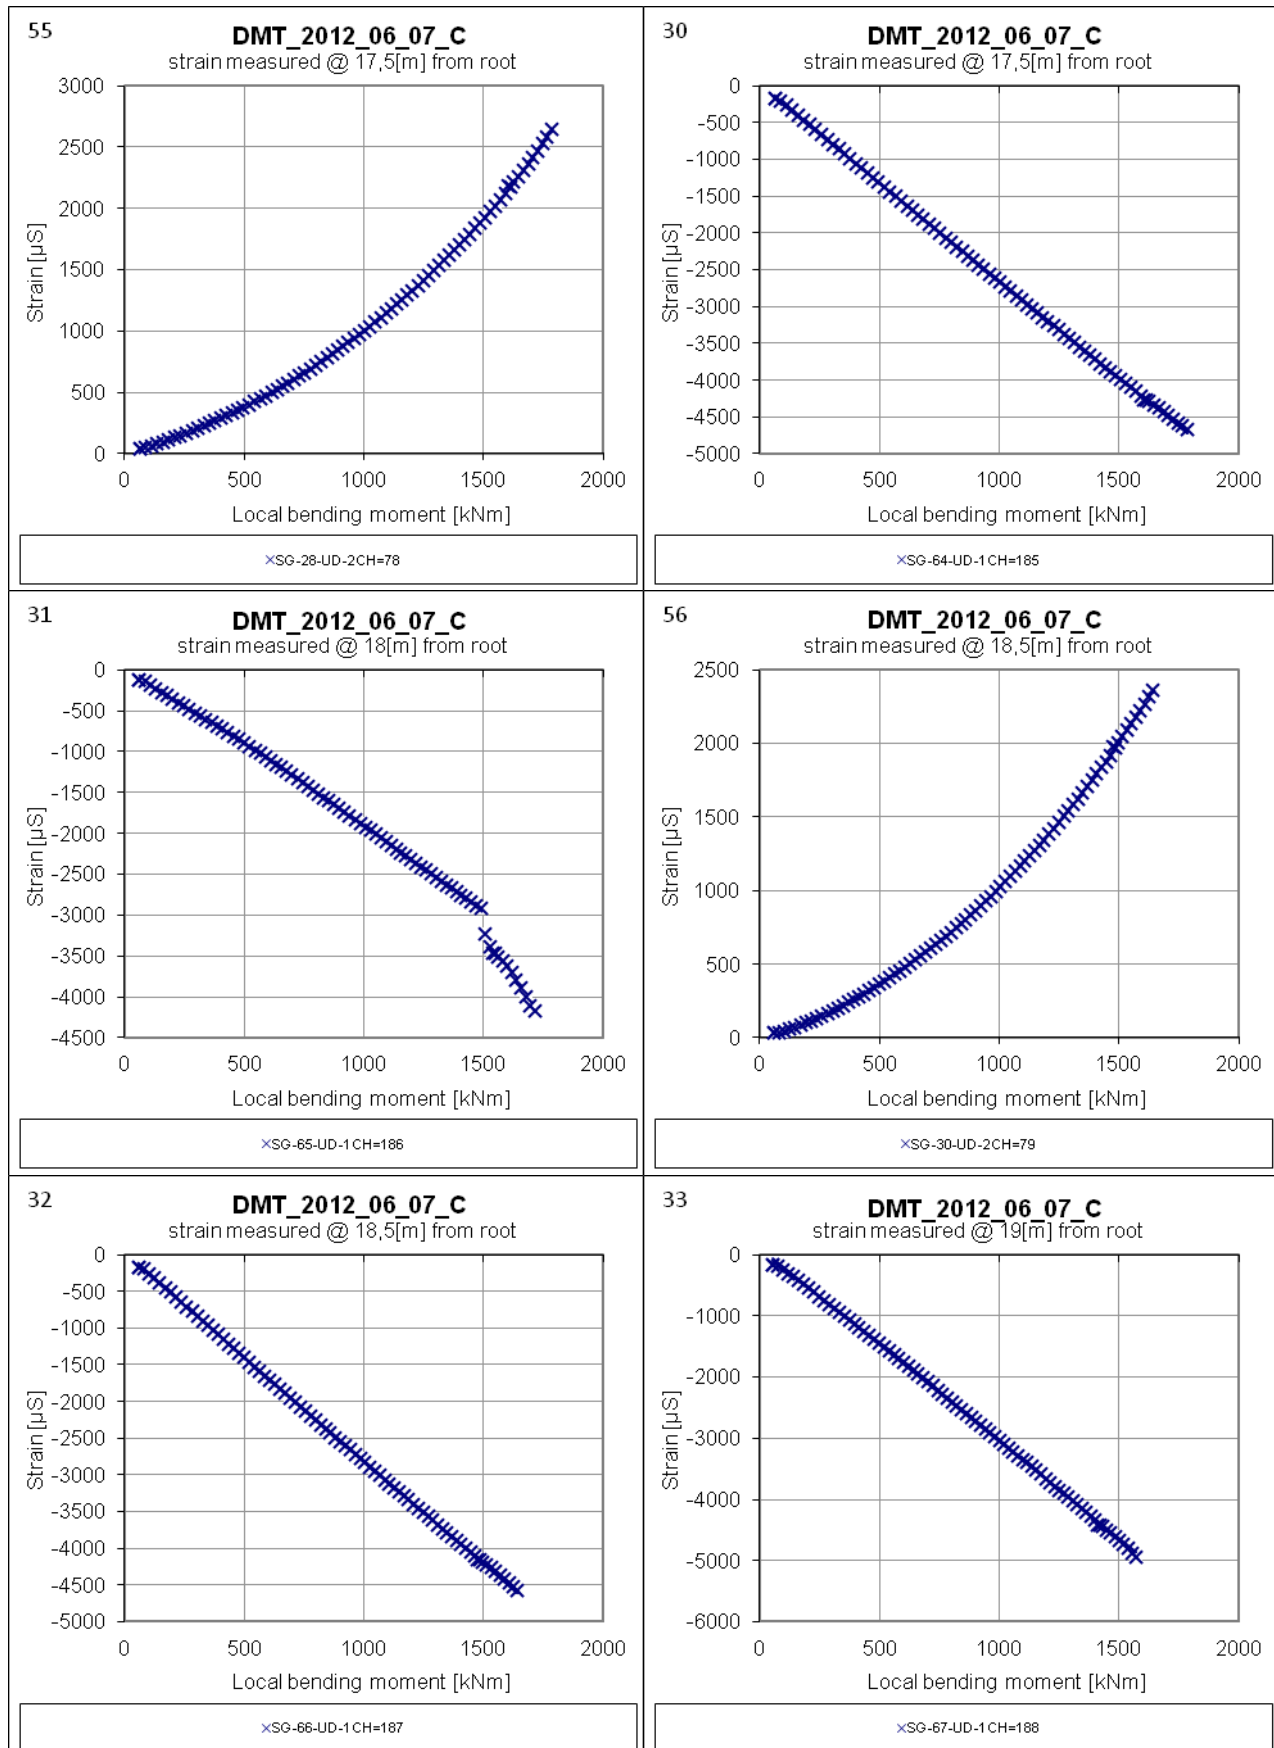 55
DMT_2012_06_07_C
strain measured @ 17,5[m] from root
3000
2500
2000
1500
1000
500
0
Strain [µS]
0 500 1000 1500 2000
Local bending moment [kNm]
×SG-28-UD-2CH=78
30
DMT_2012_06_07_C
strain measured @ 17,5[m] from root
0
-500
-1000
-1500
-2000
-2500
-3000
-3500
-4000
-4500
-5000
Strain [µS]
0 500 1000 1500 2000
Local bending moment [kNm]
×SG-64-UD-1CH=185
31
DMT_2012_06_07_C
strain measured @ 18[m] from root
0
-500
-1000
-1500
-2000
-2500
-3000
-3500
-4000
-4500
Strain [µS]
0 500 1000 1500 2000
Local bending moment [kNm]
×SG-65-UD-1CH=186
56
DMT_2012_06_07_C
strain measured @ 18,5[m] from root
2500
2000
1500
1000
500
0
Strain [µS]
0 500 1000 1500 2000
Local bending moment [kNm]
×SG-30-UD-2CH=79
32
DMT_2012_06_07_C
strain measured @ 18,5[m] from root
0
-500
-1000
-1500
-2000
-2500
-3000
-3500
-4000
-4500
-5000
Strain [µS]
0 500 1000 1500 2000
Local bending moment [kNm]
×SG-66-UD-1CH=187
33
DMT_2012_06_07_C
strain measured @ 19[m] from root
0
-1000
-2000
-3000
-4000
-5000
-6000
Strain [µS]
0 500 1000 1500 2000
Local bending moment [kNm]
×SG-67-UD-1CH=188